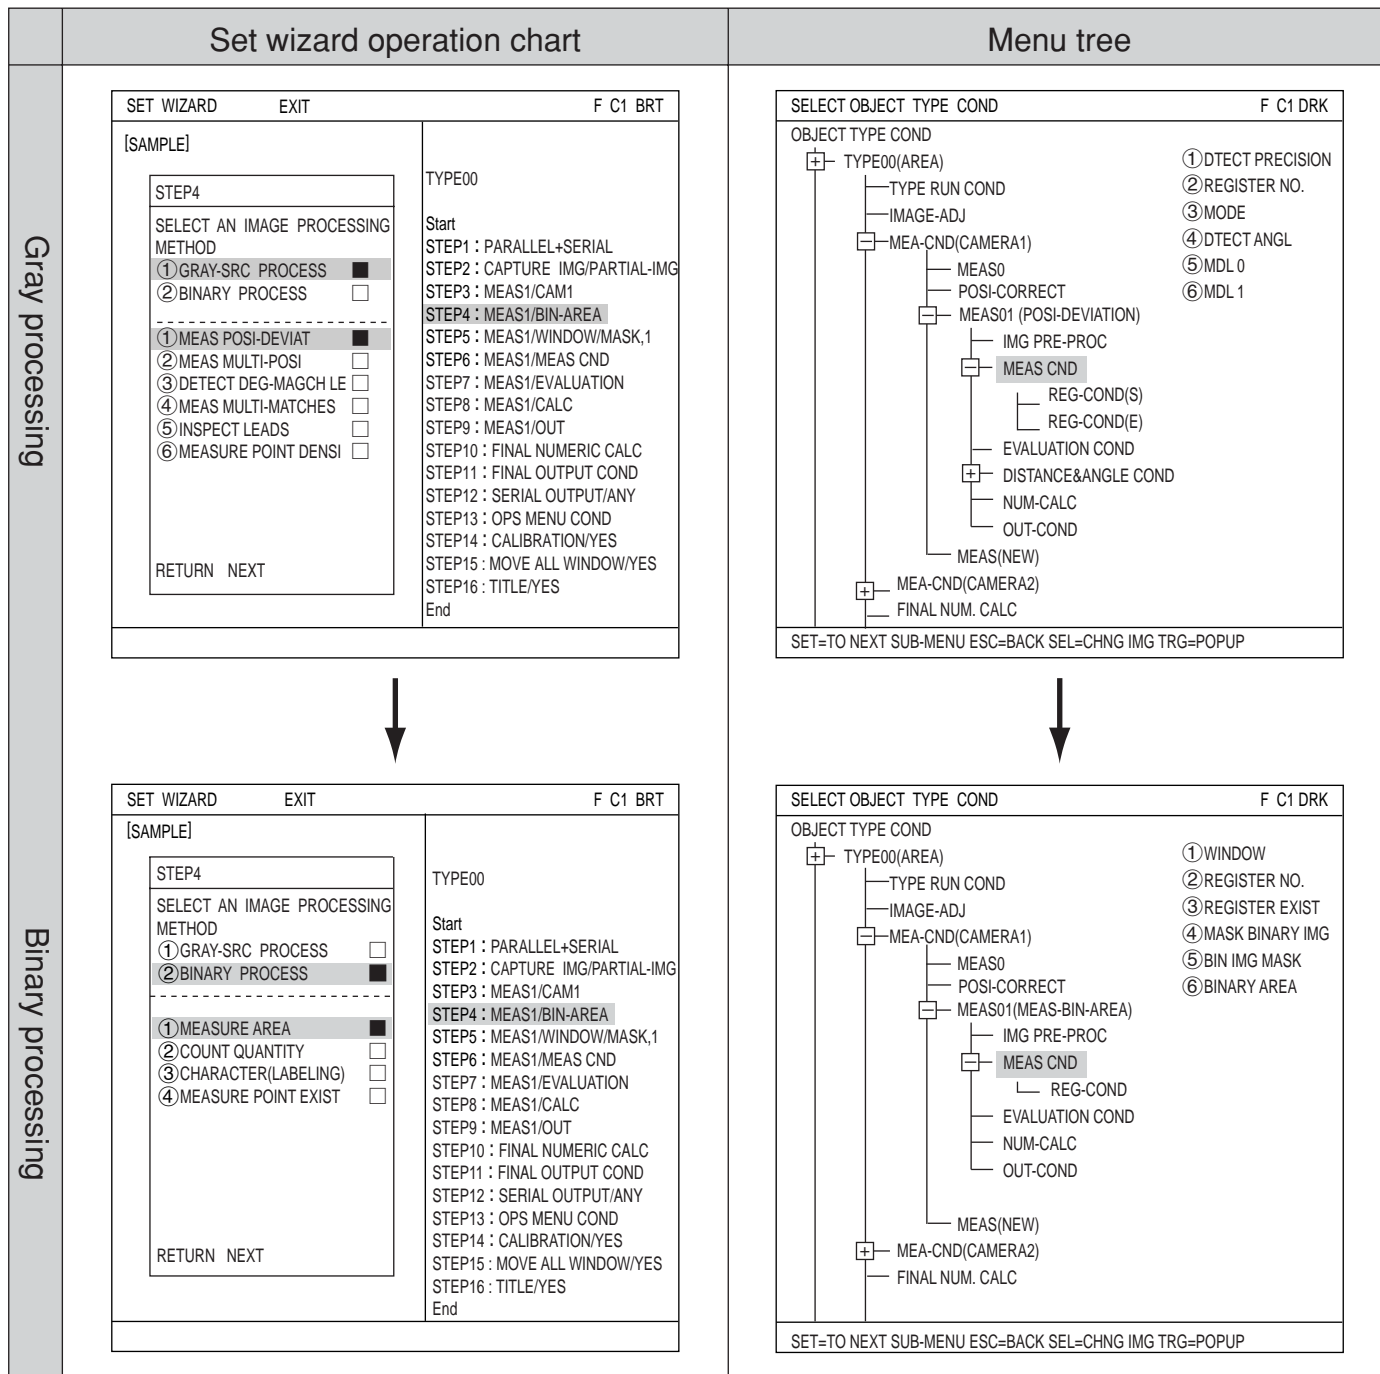 Set wizard operation chart
Menu tree
Gray processing
SET WIZARD EXIT F C1 BRT
[SAMPLE]
STEP4
SELECT AN IMAGE PROCESSING
METHOD
①GRAY-SRC PROCESS ■
②BINARY PROCESS □
①MEAS POSI-DEVIAT ■
②MEAS MULTI-POSI □
③DETECT DEG-MAGCH LE □
④MEAS MULTI-MATCHES □
⑤INSPECT LEADS □
⑥MEASURE POINT DENSI □
RETURN NEXT
TYPE00
Start
STEP1 : PARALLEL+SERIAL
STEP2 : CAPTURE IMG/PARTIAL-IMG
STEP3 : MEAS1/CAM1
STEP4 : MEAS1/BIN-AREA
STEP5 : MEAS1/WINDOW/MASK,1
STEP6 : MEAS1/MEAS CND
STEP7 : MEAS1/EVALUATION
STEP8 : MEAS1/CALC
STEP9 : MEAS1/OUT
STEP10 : FINAL NUMERIC CALC
STEP11 : FINAL OUTPUT COND
STEP12 : SERIAL OUTPUT/ANY
STEP13 : OPS MENU COND
STEP14 : CALIBRATION/YES
STEP15 : MOVE ALL WINDOW/YES
STEP16 : TITLE/YES
End
SELECT OBJECT TYPE COND F C1 DRK
OBJECT TYPE COND
TYPE00(AREA)
TYPE RUN COND
IMAGE-ADJ
MEA-CND(CAMERA1)
MEAS0
POSI-CORRECT
MEAS01 (POSI-DEVIATION)
IMG PRE-PROC
MEAS CND
REG-COND(S)
REG-COND(E)
EVALUATION COND
DISTANCE&ANGLE COND
NUM-CALC
OUT-COND
MEAS(NEW)
MEA-CND(CAMERA2)
FINAL NUM. CALC
①DTECT PRECISION
②REGISTER NO.
③MODE
④DTECT ANGL
⑤MDL 0
⑥MDL 1
SET=TO NEXT SUB-MENU ESC=BACK SEL=CHNG IMG TRG=POPUP
Binary processing
SET WIZARD EXIT F C1 BRT
[SAMPLE]
STEP4
SELECT AN IMAGE PROCESSING
METHOD
①GRAY-SRC PROCESS □
②BINARY PROCESS ■
①MEASURE AREA ■
②COUNT QUANTITY □
③CHARACTER(LABELING) □
④MEASURE POINT EXIST □
RETURN NEXT
TYPE00
Start
STEP1 : PARALLEL+SERIAL
STEP2 : CAPTURE IMG/PARTIAL-IMG
STEP3 : MEAS1/CAM1
STEP4 : MEAS1/BIN-AREA
STEP5 : MEAS1/WINDOW/MASK,1
STEP6 : MEAS1/MEAS CND
STEP7 : MEAS1/EVALUATION
STEP8 : MEAS1/CALC
STEP9 : MEAS1/OUT
STEP10 : FINAL NUMERIC CALC
STEP11 : FINAL OUTPUT COND
STEP12 : SERIAL OUTPUT/ANY
STEP13 : OPS MENU COND
STEP14 : CALIBRATION/YES
STEP15 : MOVE ALL WINDOW/YES
STEP16 : TITLE/YES
End
SELECT OBJECT TYPE COND F C1 DRK
OBJECT TYPE COND
TYPE00(AREA)
TYPE RUN COND
IMAGE-ADJ
MEA-CND(CAMERA1)
MEAS0
POSI-CORRECT
MEAS01(MEAS-BIN-AREA)
IMG PRE-PROC
MEAS CND
REG-COND
EVALUATION COND
NUM-CALC
OUT-COND
MEAS(NEW)
MEA-CND(CAMERA2)
FINAL NUM. CALC
①WINDOW
②REGISTER NO.
③REGISTER EXIST
④MASK BINARY IMG
⑤BIN IMG MASK
⑥BINARY AREA
SET=TO NEXT SUB-MENU ESC=BACK SEL=CHNG IMG TRG=POPUP